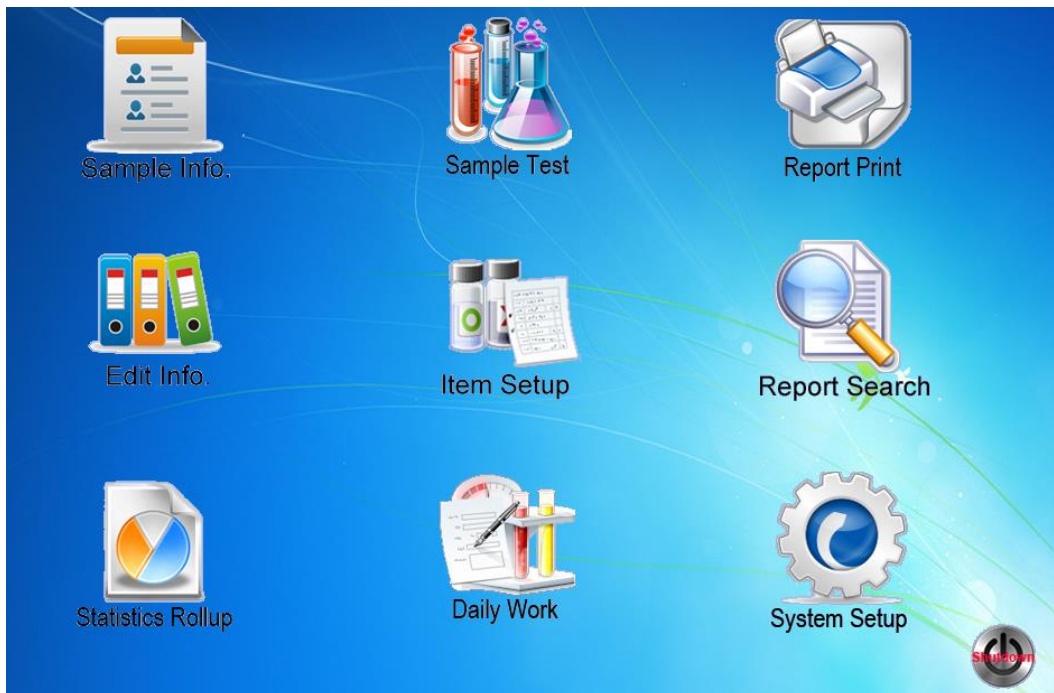 Sample Info.
Sample Test
Report Print
Edit Info.
Item Setup
Report Search
Statistics Rollup
Daily Work
System Setup
Shutdown